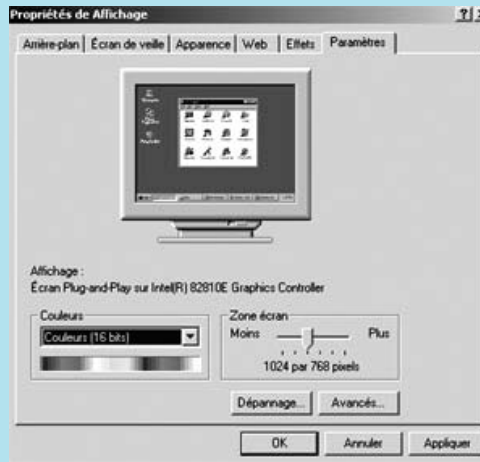 Propriétés de Affichage
Arrière-plan Écran de veille Apparence Web Effets Paramètres
Affichage :
Écran Plug-and-Play sur Intel(R) 82810E Graphics Controller
Couleurs
Couleurs (16 bits)
Zone écran
Moins Plus
1024 par 768 pixels
Dépannage... Avancés...
OK Annuler Appliquer